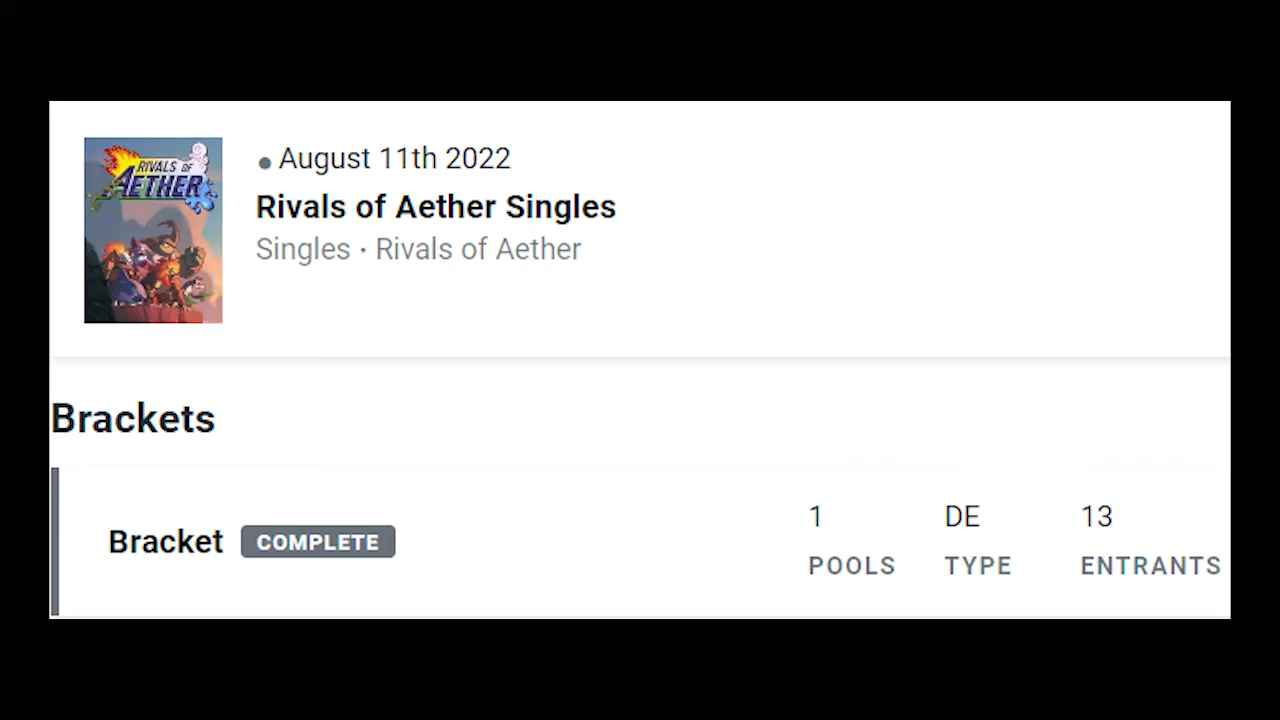 RIVALS OF
AETHER
August 11th 2022
Rivals of Aether Singles
Singles · Rivals of Aether
Brackets
Bracket COMPLETE
1 DE 13
POOLS TYPE ENTRANTS